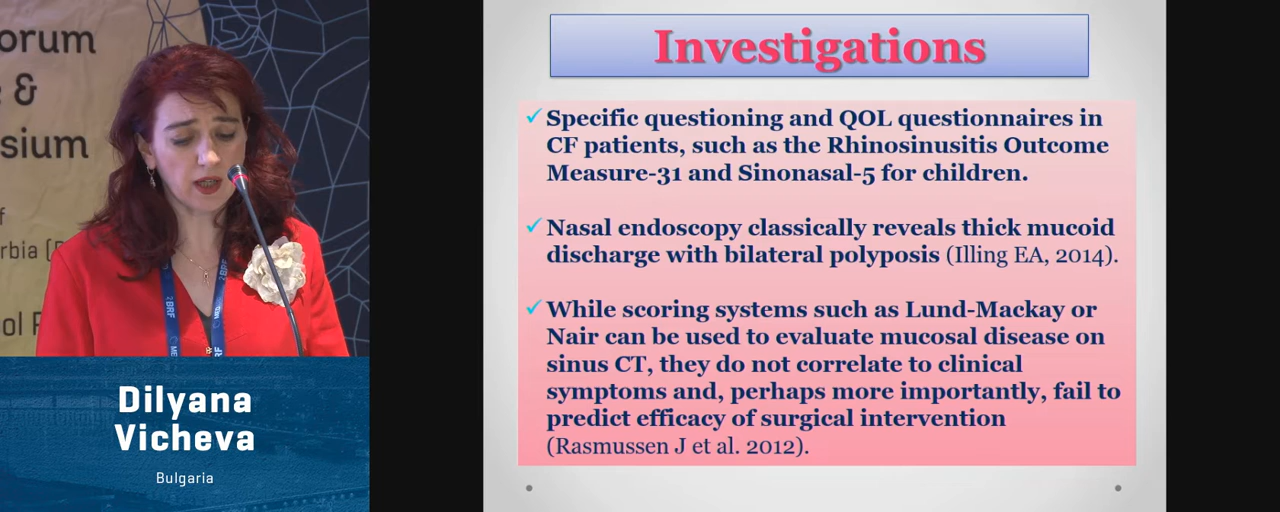 orum
&
sium
f
rbia (
ol F
BRF
Dilyana
Vicheva
Bulgaria
Investigations
✓ Specific questioning and QOL questionnaires in
CF patients, such as the Rhinosinusitis Outcome
Measure-31 and Sinonasal-5 for children.
✓ Nasal endoscopy classically reveals thick mucoid
discharge with bilateral polyposis (Illing EA, 2014).
✓ While scoring systems such as Lund-Mackay or
Nair can be used to evaluate mucosal disease on
sinus CT, they do not correlate to clinical
symptoms and, perhaps more importantly, fail to
predict efficacy of surgical intervention
(Rasmussen J et al. 2012).